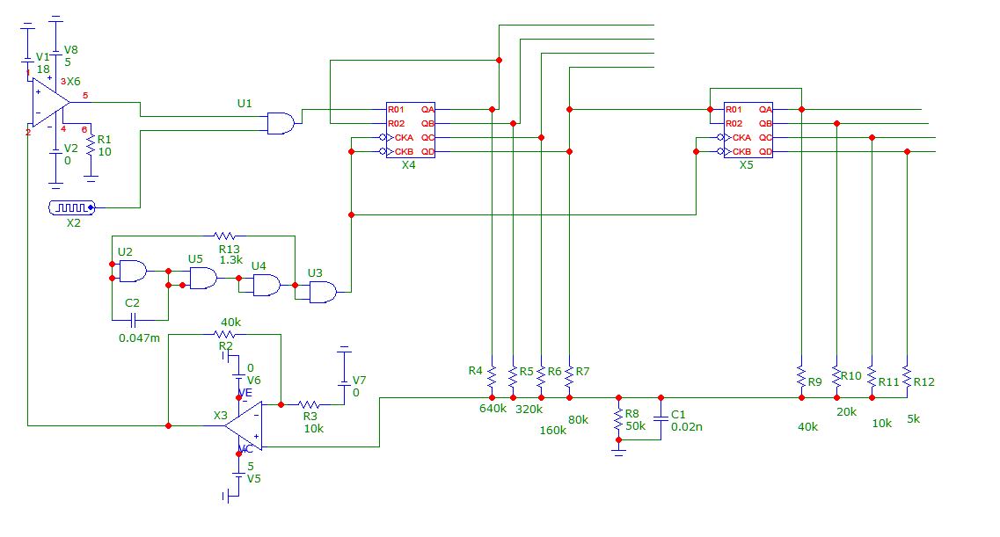 V1
18
V8
5
1
+
3
X6
+
5
−
2
4
−
6
R1
10
V2
0
X2
U1
R01
R02
CKA
CKB
QA
QB
QC
QD
X4
R01
R02
CKA
CKB
QA
QB
QC
QD
X5
R13
1.3k
U2
U5
U4
U3
C2
0.047m
40k
R2
0
V6
VE
−
−
X3
+
VC
5
V5
R3
10k
V7
0
R4
640k
R5
320k
R6
160k
R7
80k
R8
50k
C1
0.02n
R9
40k
R10
20k
R11
10k
R12
5k